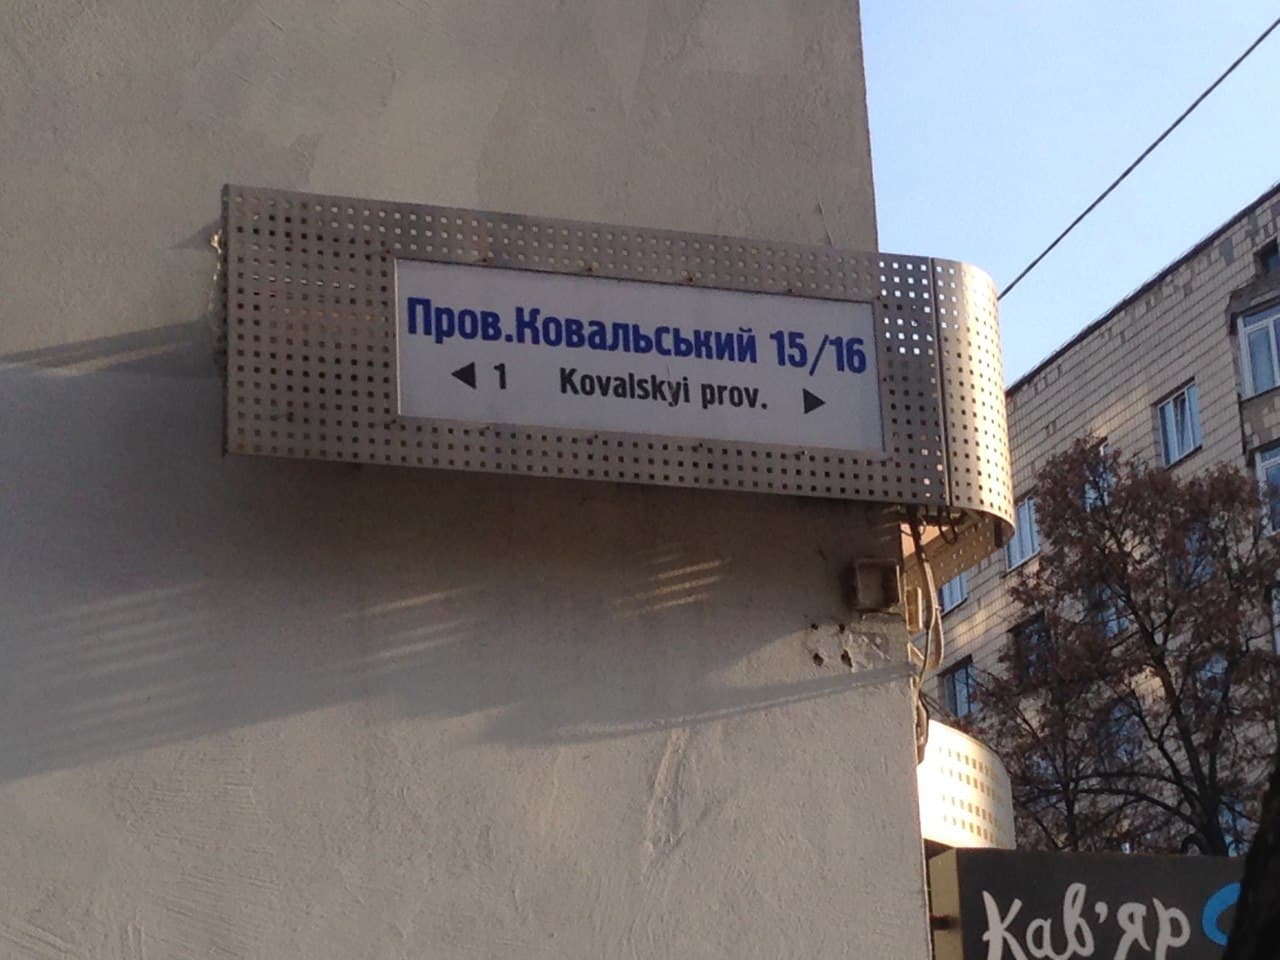 Пров.Ковальський 15/16
◀ 1 Kovalskyi prov. ▶
Кав'яр